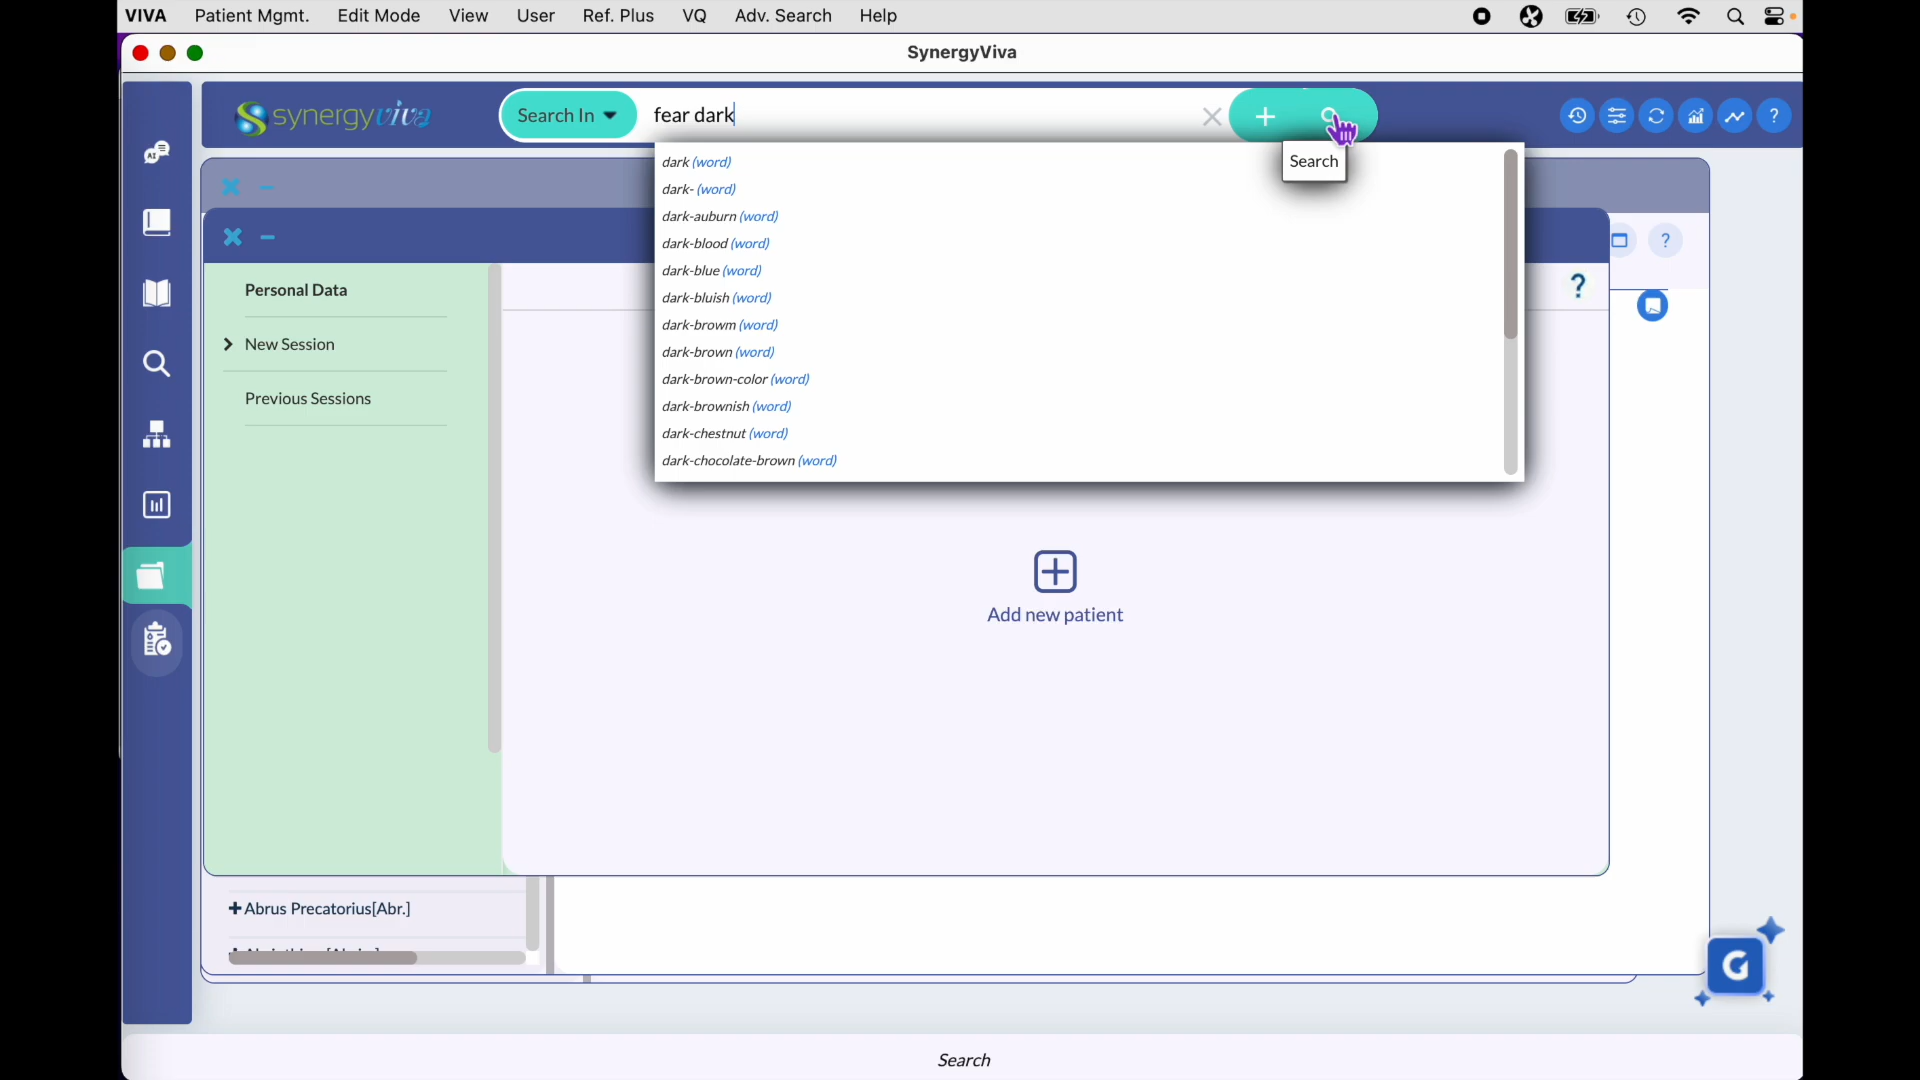 VIVA Patient Mgmt. Edit Mode View User Ref. Plus VQ Adv. Search Help
SynergyViva
synergyviva
Search In
fear dark
?
Search
dark (word)
dark- (word)
dark-auburn (word)
dark-blood (word)
dark-blue (word)
dark-bluish (word)
dark-browm (word)
dark-brown (word)
dark-brown-color (word)
dark-brownish (word)
dark-chestnut (word)
dark-chocolate-brown (word)
AI
?
?
Personal Data
New Session
Previous Sessions
Add new patient
Abrus Precatorius[Abr.]
G
Search